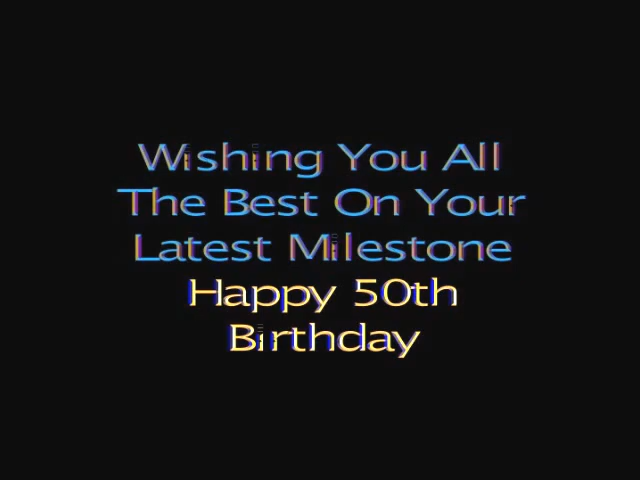 Wishing You All
The Best On Your
Latest Milestone
Happy 50th
Birthday